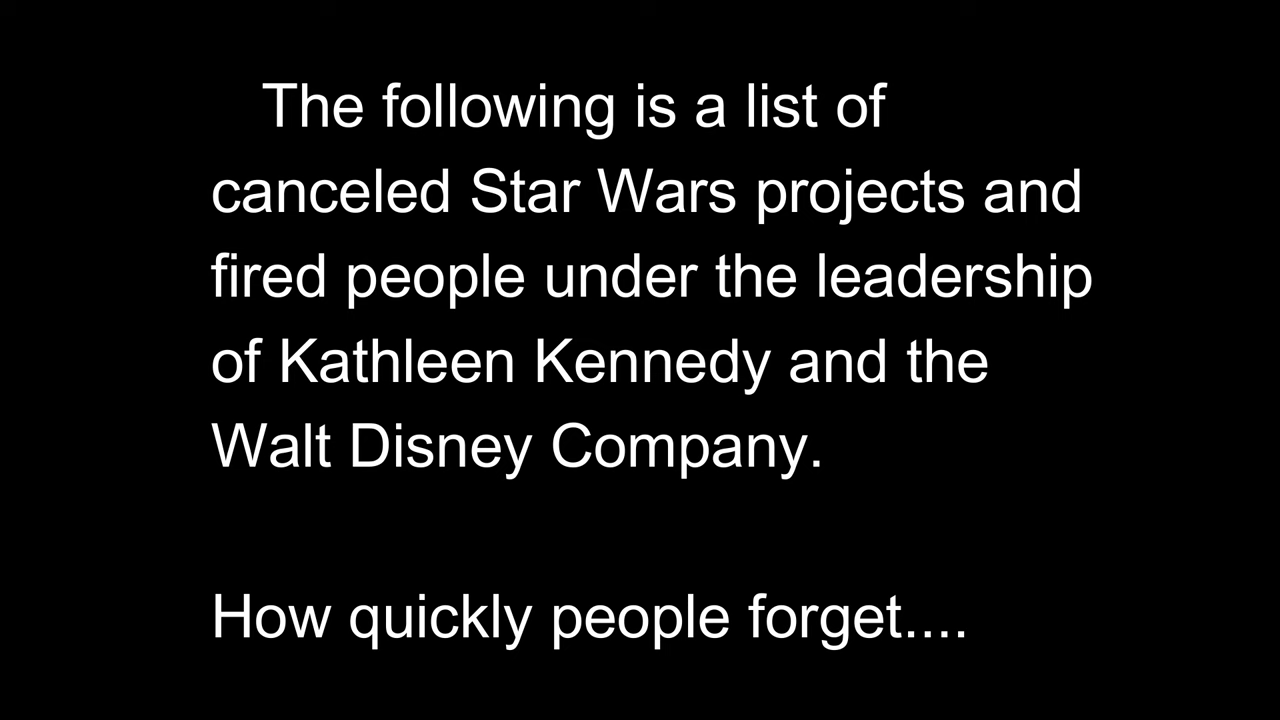 The following is a list of
canceled Star Wars projects and
fired people under the leadership
of Kathleen Kennedy and the
Walt Disney Company.
How quickly people forget....